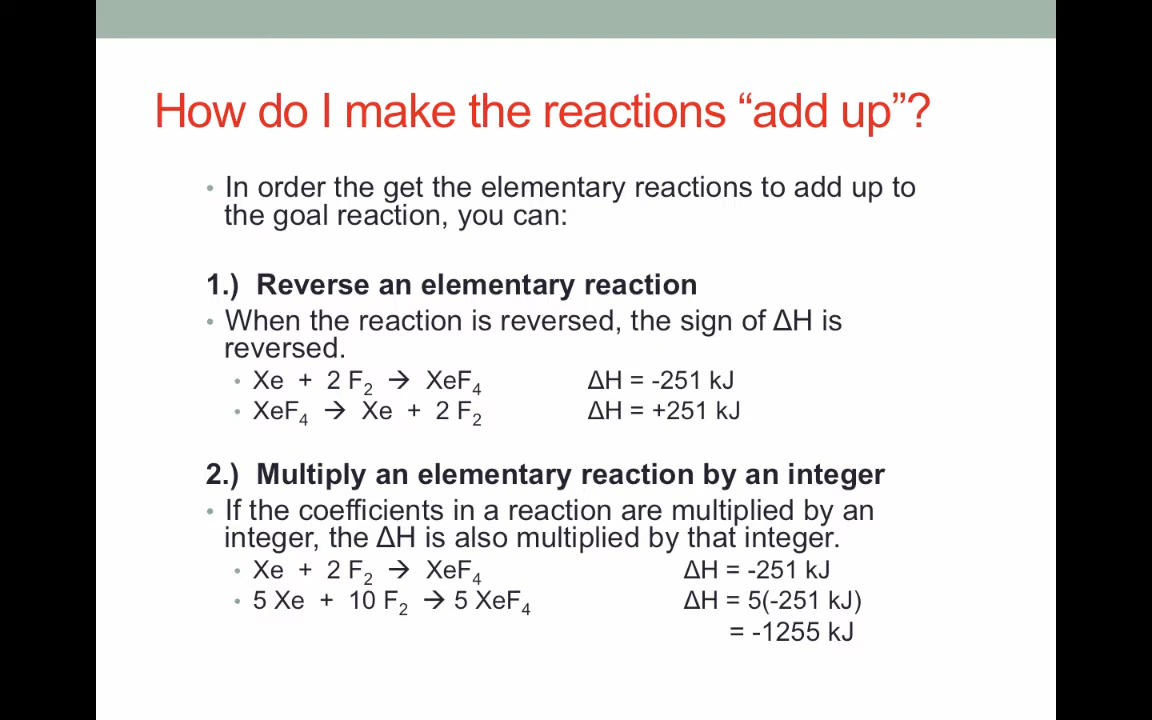 How do I make the reactions “add up”?
• In order the get the elementary reactions to add up to
the goal reaction, you can:
1.) Reverse an elementary reaction
• When the reaction is reversed, the sign of ΔH is
reversed.
• Xe + 2 F₂ → XeF₄ ΔH = -251 kJ
• XeF₄ → Xe + 2 F₂ ΔH = +251 kJ
2.) Multiply an elementary reaction by an integer
• If the coefficients in a reaction are multiplied by an
integer, the ΔH is also multiplied by that integer.
• Xe + 2 F₂ → XeF₄ ΔH = -251 kJ
• 5 Xe + 10 F₂ → 5 XeF₄ ΔH = 5(-251 kJ)
= -1255 kJ